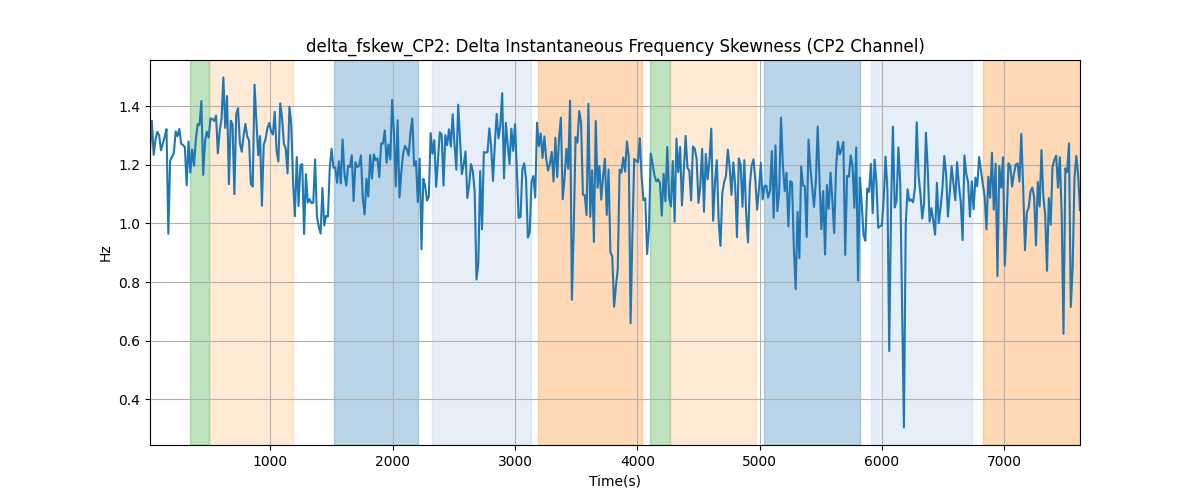 delta_fskew_CP2: Delta Instantaneous Frequency Skewness (CP2 Channel)
Hz
1.4
1.2
1.0
0.8
0.6
0.4
1000 2000 3000 4000 5000 6000 7000
Time(s)